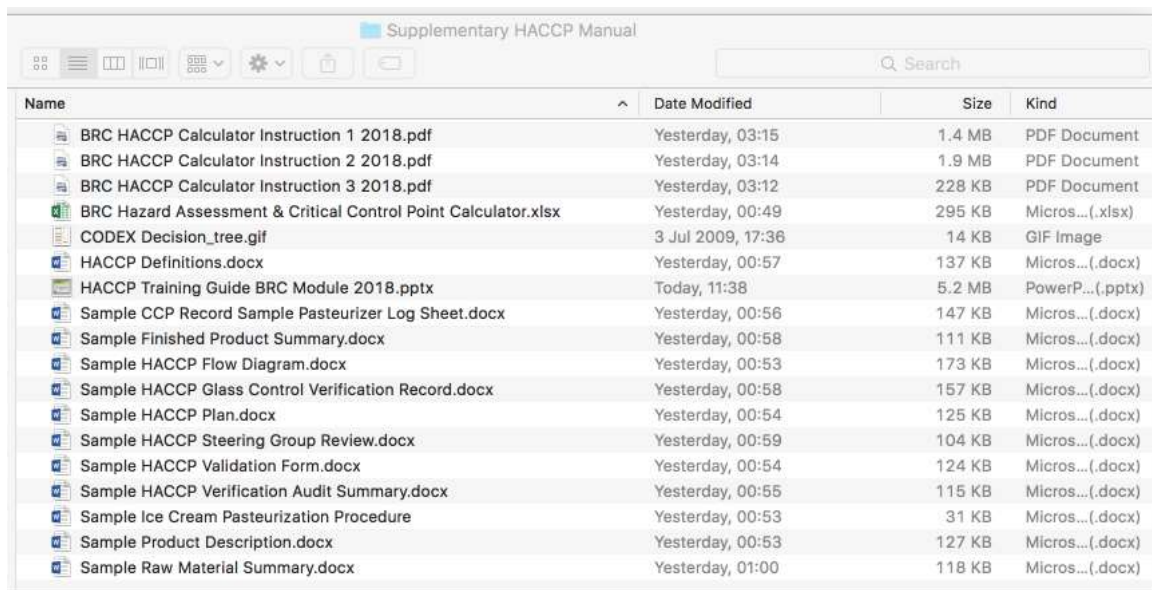 Supplementary HACCP Manual
Search
Name Date Modified Size Kind
BRC HACCP Calculator Instruction 1 2018.pdf Yesterday, 03:15 1.4 MB PDF Document
BRC HACCP Calculator Instruction 2 2018.pdf Yesterday, 03:14 1.9 MB PDF Document
BRC HACCP Calculator Instruction 3 2018.pdf Yesterday, 03:12 228 KB PDF Document
BRC Hazard Assessment & Critical Control Point Calculator.xlsx Yesterday, 00:49 295 KB Micros...(.xlsx)
CODEX Decision_tree.gif 3 Jul 2009, 17:36 14 KB GIF Image
HACCP Definitions.docx Yesterday, 00:57 137 KB Micros...(.docx)
HACCP Training Guide BRC Module 2018.pptx Today, 11:38 5.2 MB PowerP...(.pptx)
Sample CCP Record Sample Pasteurizer Log Sheet.docx Yesterday, 00:56 147 KB Micros...(.docx)
Sample Finished Product Summary.docx Yesterday, 00:58 111 KB Micros...(.docx)
Sample HACCP Flow Diagram.docx Yesterday, 00:53 173 KB Micros...(.docx)
Sample HACCP Glass Control Verification Record.docx Yesterday, 00:58 157 KB Micros...(.docx)
Sample HACCP Plan.docx Yesterday, 00:54 125 KB Micros...(.docx)
Sample HACCP Steering Group Review.docx Yesterday, 00:59 104 KB Micros...(.docx)
Sample HACCP Validation Form.docx Yesterday, 00:54 124 KB Micros...(.docx)
Sample HACCP Verification Audit Summary.docx Yesterday, 00:55 115 KB Micros...(.docx)
Sample Ice Cream Pasteurization Procedure Yesterday, 00:53 31 KB Micros...(.docx)
Sample Product Description.docx Yesterday, 00:53 127 KB Micros...(.docx)
Sample Raw Material Summary.docx Yesterday, 01:00 118 KB Micros...(.docx)